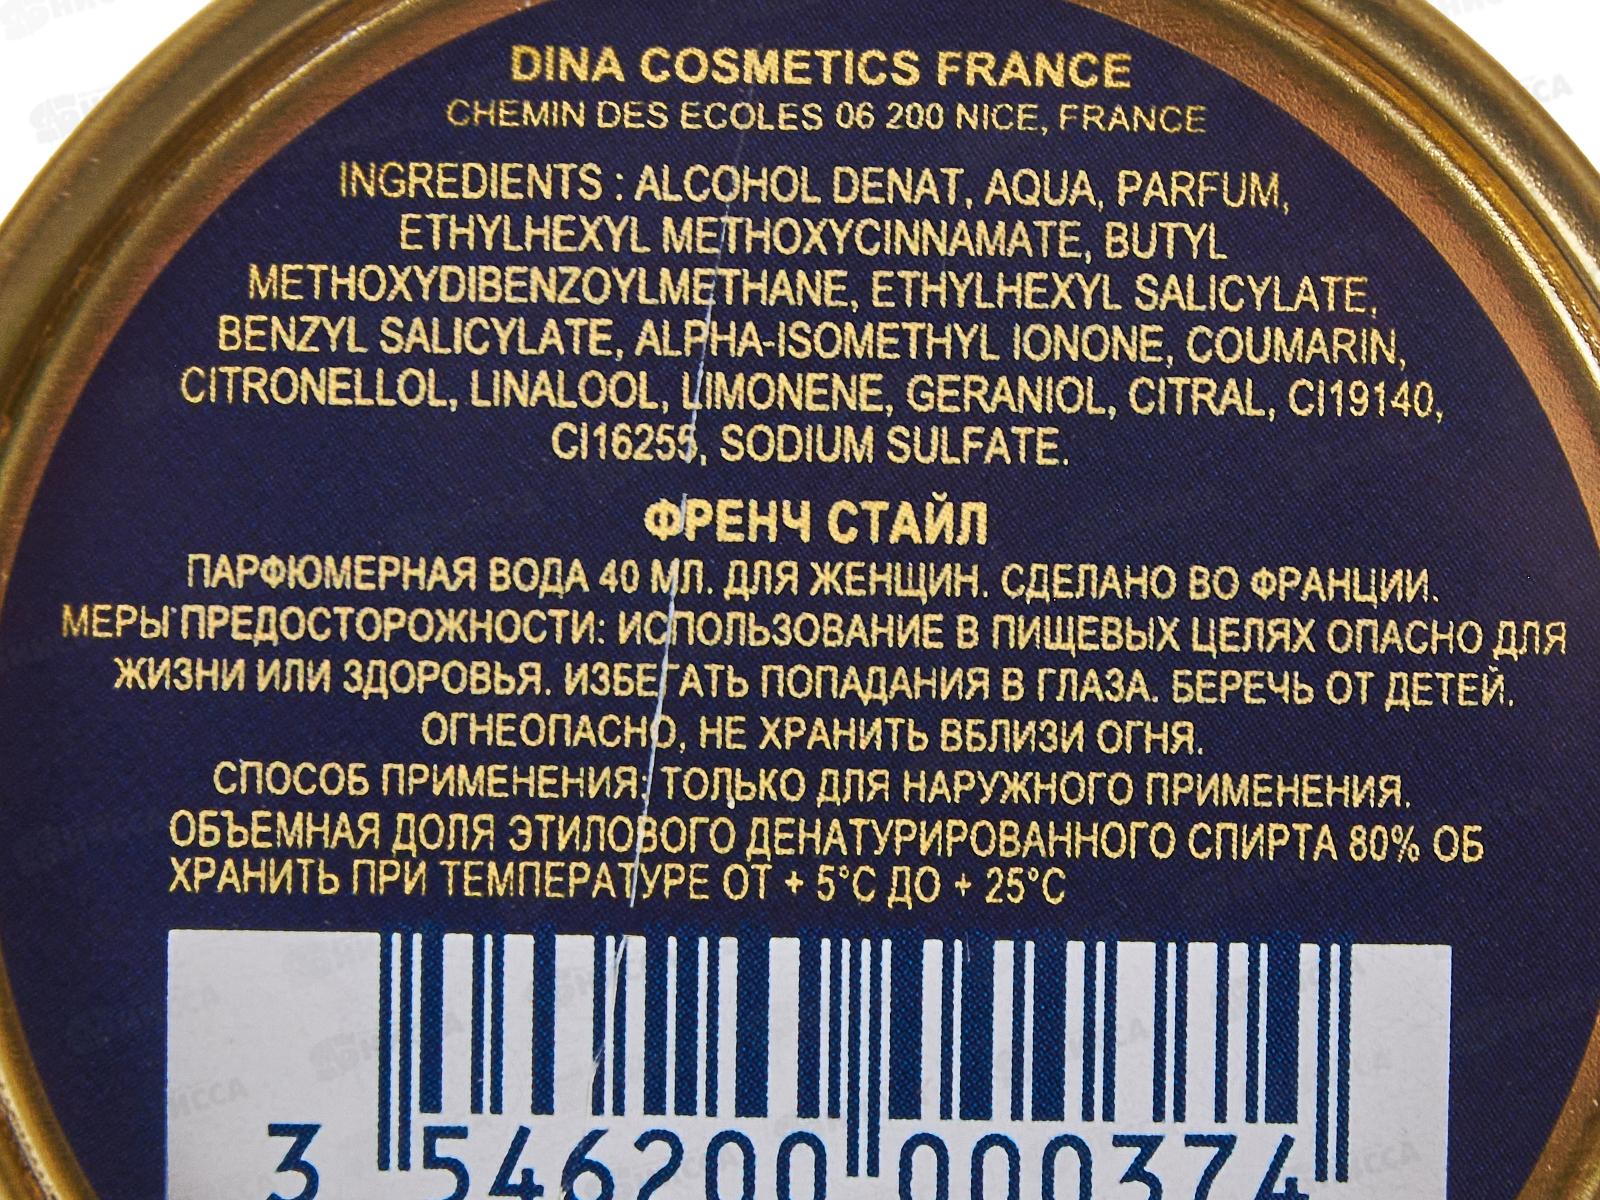 DINA COSMETICS FRANCE
CHEMIN DES ECOLES 06 200 NICE, FRANCE
INGREDIENTS : ALCOHOL DENAT, AQUA, PARFUM,
ETHYLHEXYL METHOXYCINNAMATE, BUTYL
METHOXYDIBENZOYLMETHANE, ETHYLHEXYL SALICYLATE,
BENZYL SALICYLATE, ALPHA-ISOMETHYL IONONE, COUMARIN,
CITRONELLOL, LINALOOL, LIMONENE, GERANIOL, CITRAL, CI19140,
CI16255, SODIUM SULFATE.
ФРЕНЧ СТАЙЛ
ПАРФЮМЕРНАЯ ВОДА 40 МЛ. ДЛЯ ЖЕНЩИН. СДЕЛАНО ВО ФРАНЦИИ.
МЕРЫ ПРЕДОСТОРОЖНОСТИ: ИСПОЛЬЗОВАНИЕ В ПИЩЕВЫХ ЦЕЛЯХ ОПАСНО ДЛЯ
ЖИЗНИ ИЛИ ЗДОРОВЬЯ. ИЗБЕГАТЬ ПОПАДАНИЯ В ГЛАЗА. БЕРЕЧЬ ОТ ДЕТЕЙ.
ОГНЕОПАСНО, НЕ ХРАНИТЬ ВБЛИЗИ ОГНЯ.
СПОСОБ ПРИМЕНЕНИЯ: ТОЛЬКО ДЛЯ НАРУЖНОГО ПРИМЕНЕНИЯ.
ОБЪЕМНАЯ ДОЛЯ ЭТИЛОВОГО ДЕНАТУРИРОВАННОГО СПИРТА 80% ОБ
ХРАНИТЬ ПРИ ТЕМПЕРАТУРЕ ОТ + 5°C ДО + 25°C
3 546200 000374